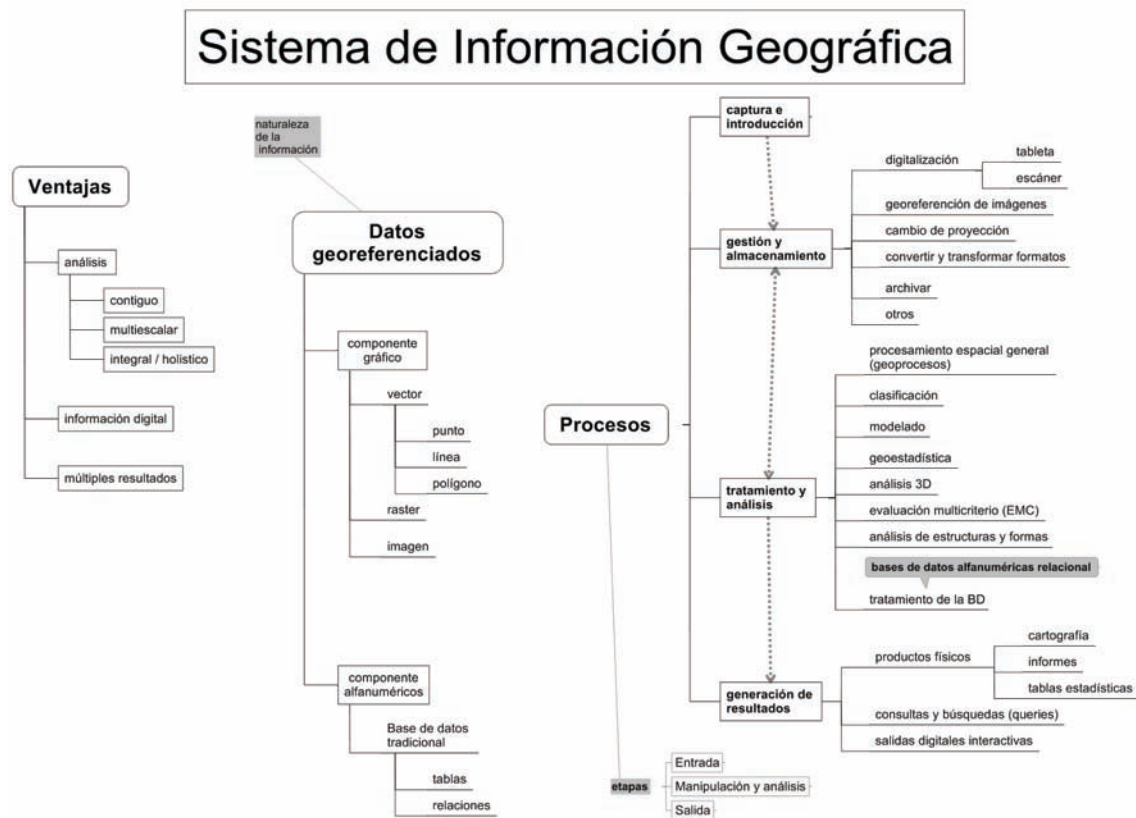 Sistema de Información Geográfica
Ventajas
análisis
contiguo
multiescalar
integral / holístico
información digital
múltiples resultados
naturaleza
de la
información
Datos
georeferenciados
componente
gráfico
vector
punto
línea
polígono
raster
imagen
componente
alfanuméricos
Base de datos
tradicional
tablas
relaciones
Procesos
captura e
introducción
gestión y
almacenamiento
digitalización
tableta
escáner
georeferención de imágenes
cambio de proyección
convertir y transformar formatos
archivar
otros
tratamiento y
análisis
procesamiento espacial general
(geoprocesos)
clasificación
modelado
geoestadística
análisis 3D
evaluación multicriterio (EMC)
análisis de estructuras y formas
bases de datos alfanuméricas relacional
tratamiento de la BD
generación de
resultados
productos físicos
cartografía
informes
tablas estadísticas
consultas y búsquedas (queries)
salidas digitales interactivas
etapas
Entrada
Manipulación y análisis
Salida